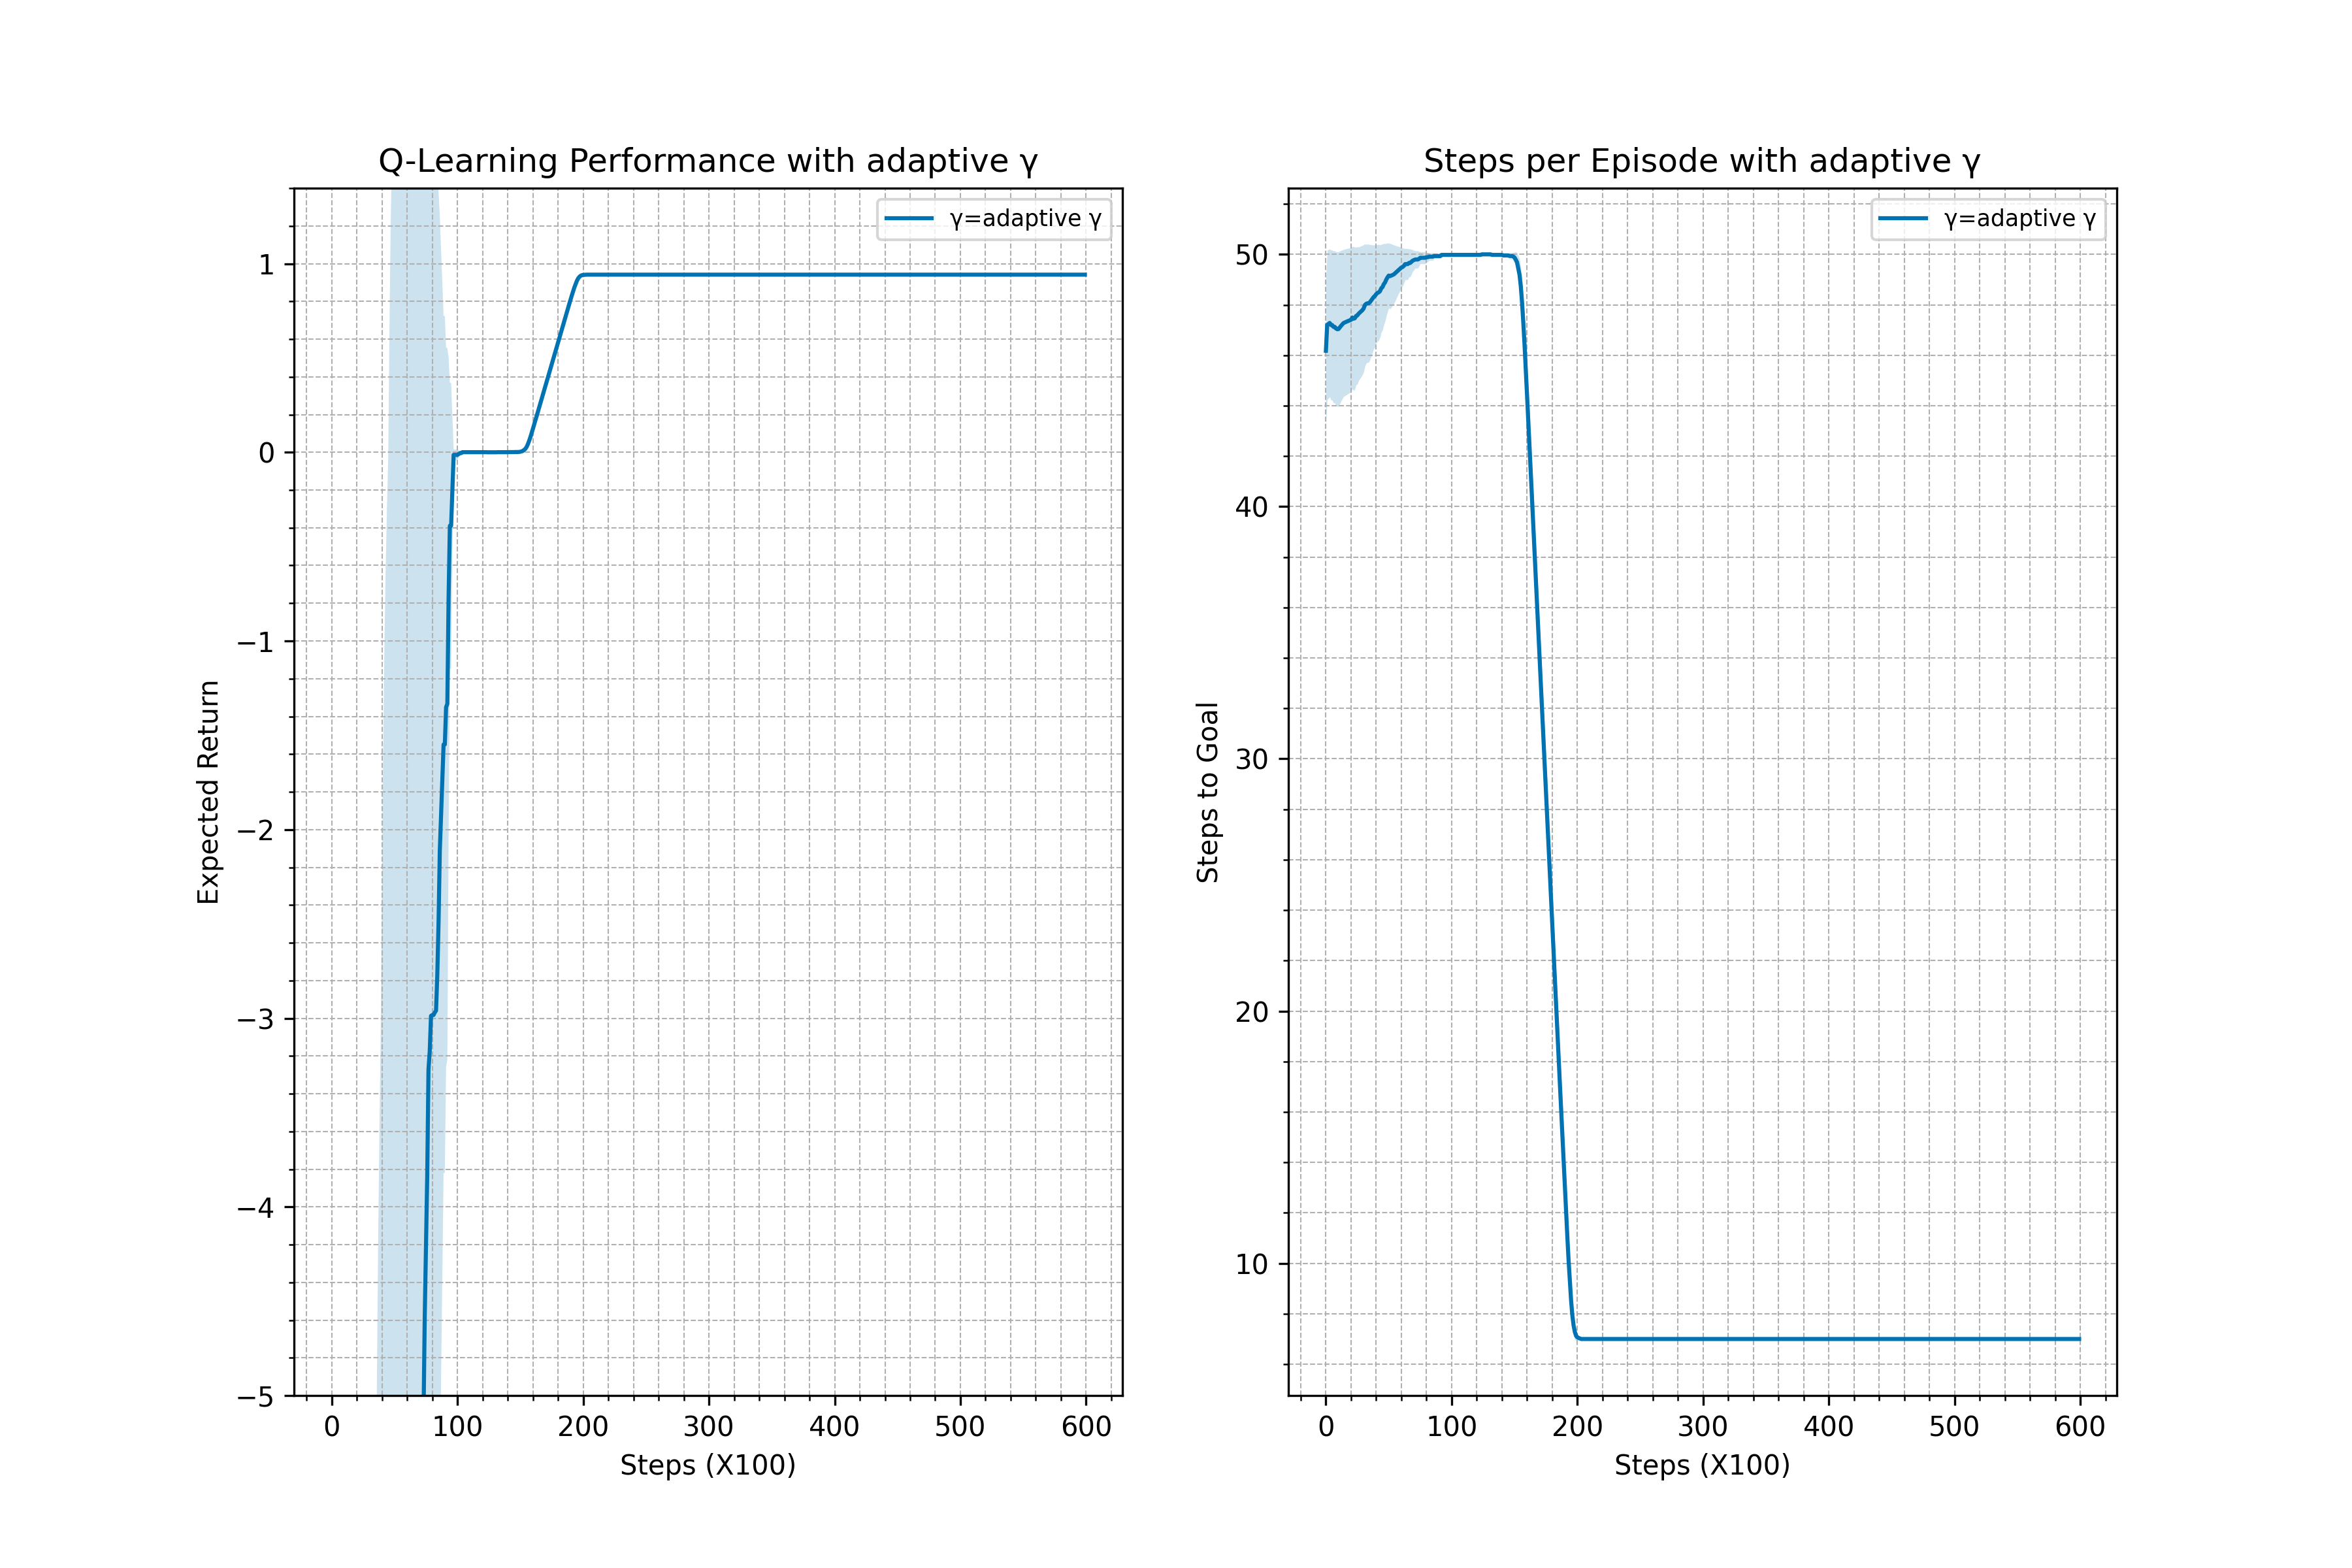 Q-Learning Performance with adaptive γ
γ=adaptive γ
1
0
−1
−2
−3
−4
−5
Expected Return
0 100 200 300 400 500 600
Steps (X100)
Steps per Episode with adaptive γ
γ=adaptive γ
50
40
30
20
10
Steps to Goal
0 100 200 300 400 500 600
Steps (X100)